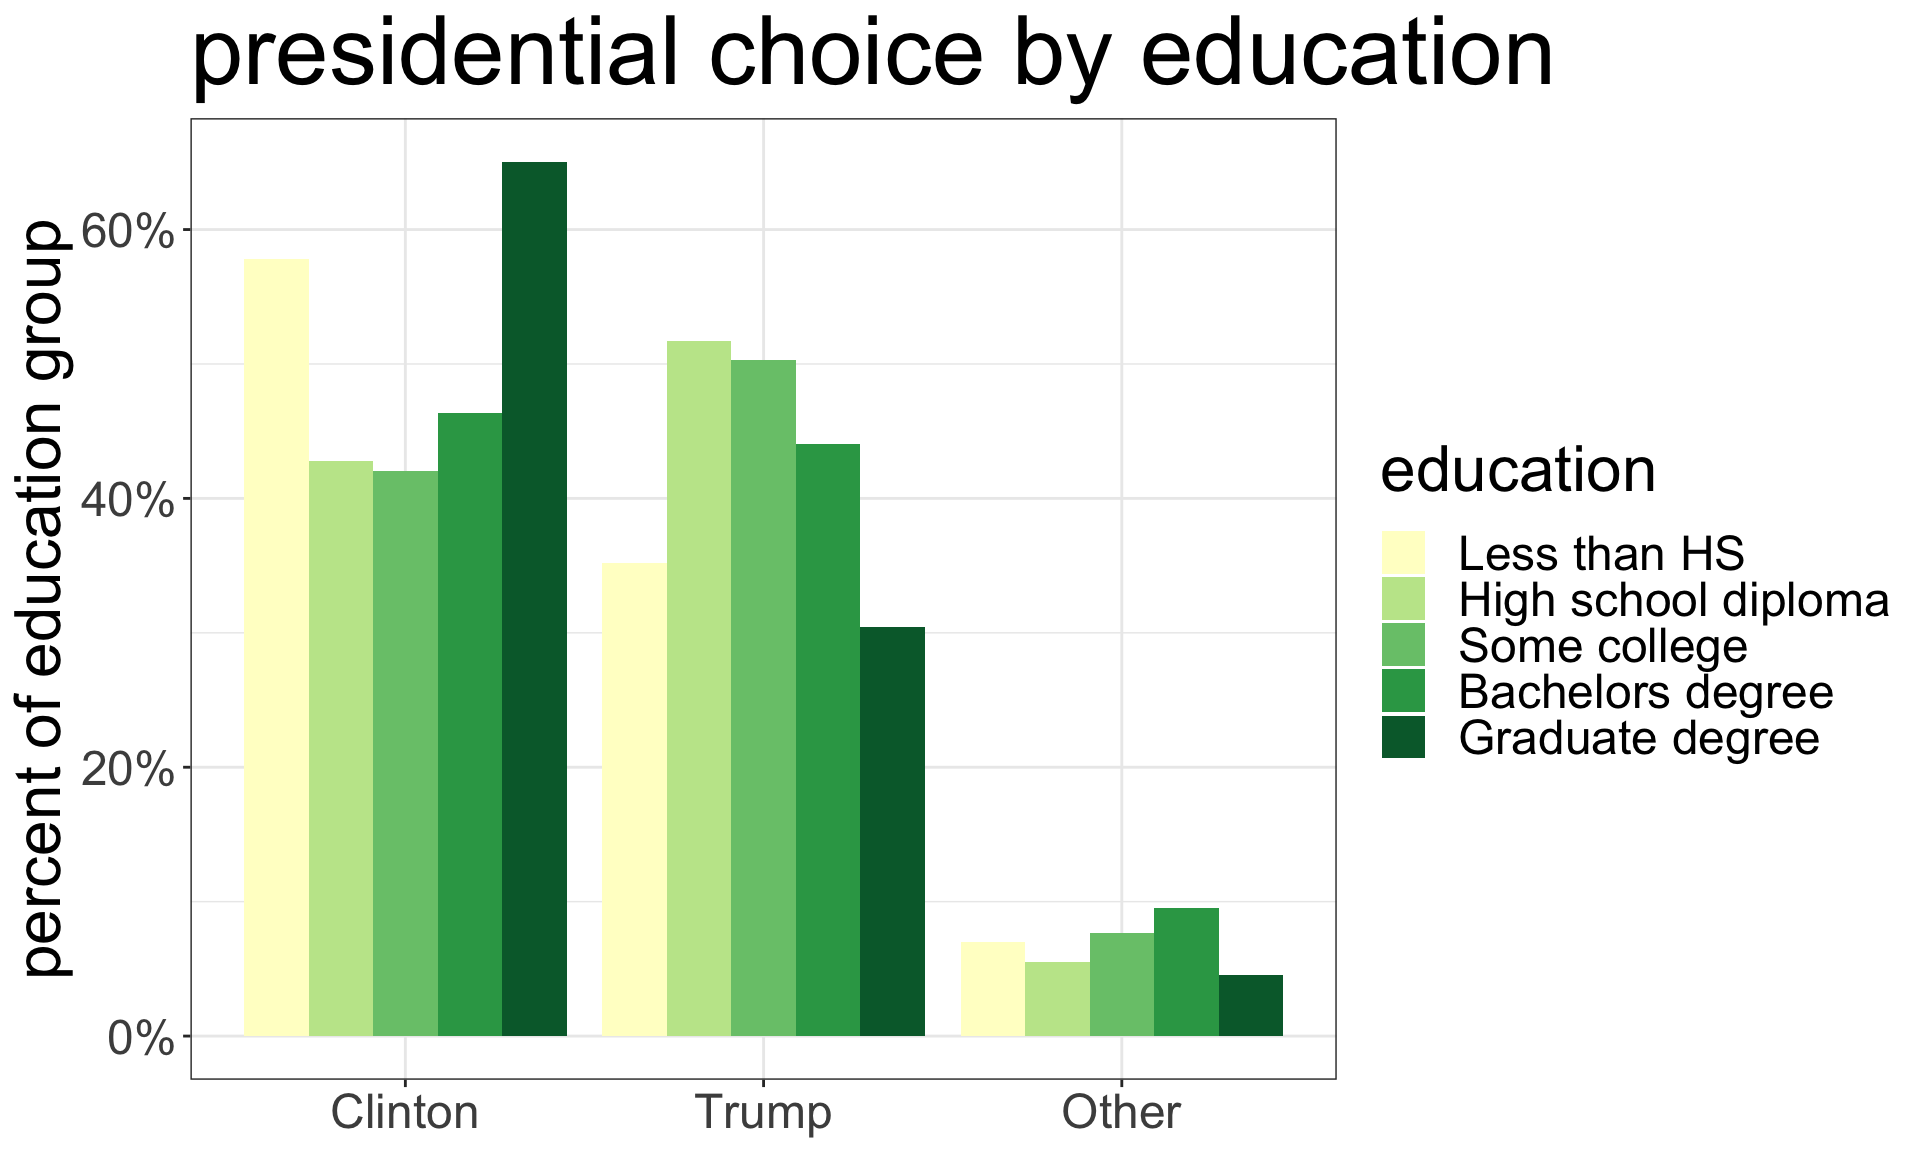 presidential choice by education
percent of education group
60%
40%
20%
0%
Clinton
Trump
Other
education
Less than HS
High school diploma
Some college
Bachelors degree
Graduate degree